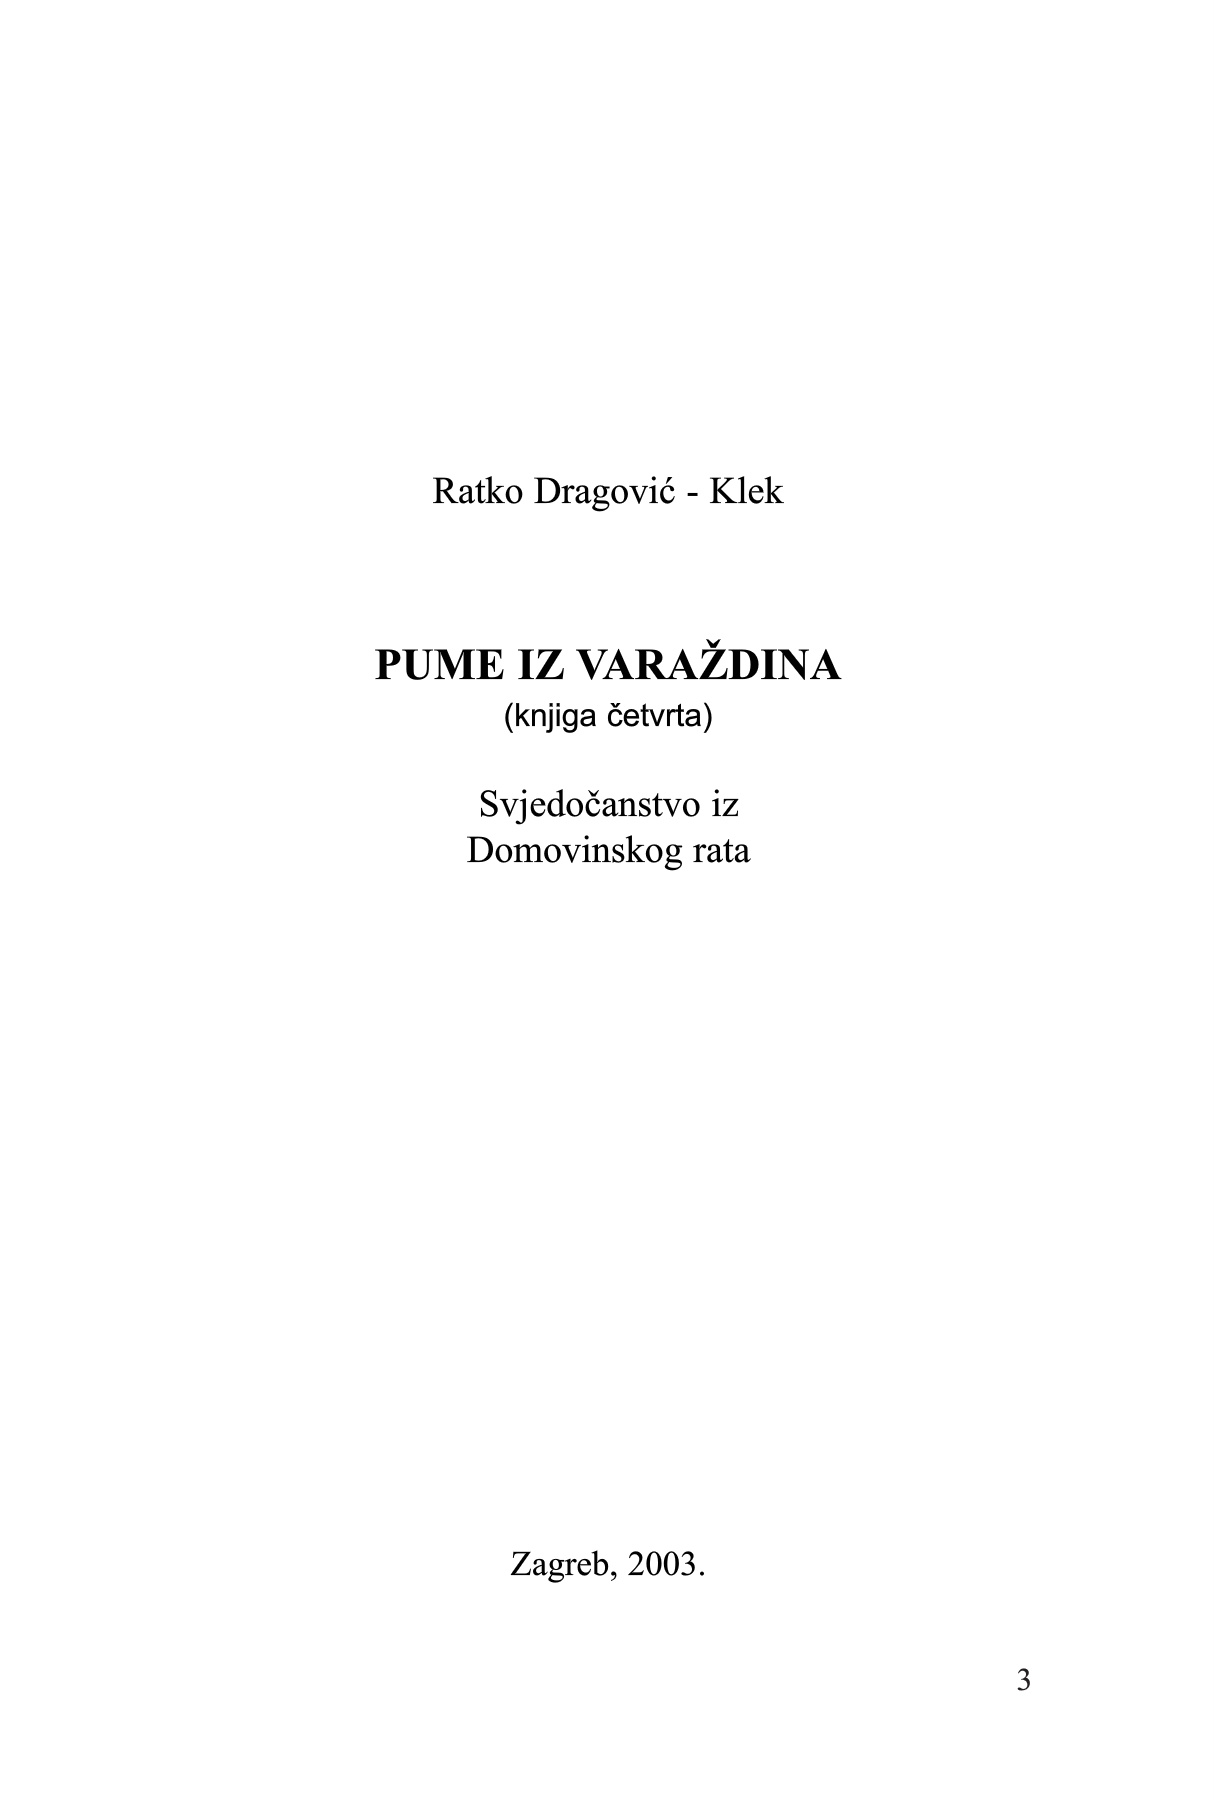 Ratko Dragović - Klek
PUME IZ VARAŽDINA
(knjiga četvrta)
Svjedočanstvo iz
Domovinskog rata
Zagreb, 2003.
3